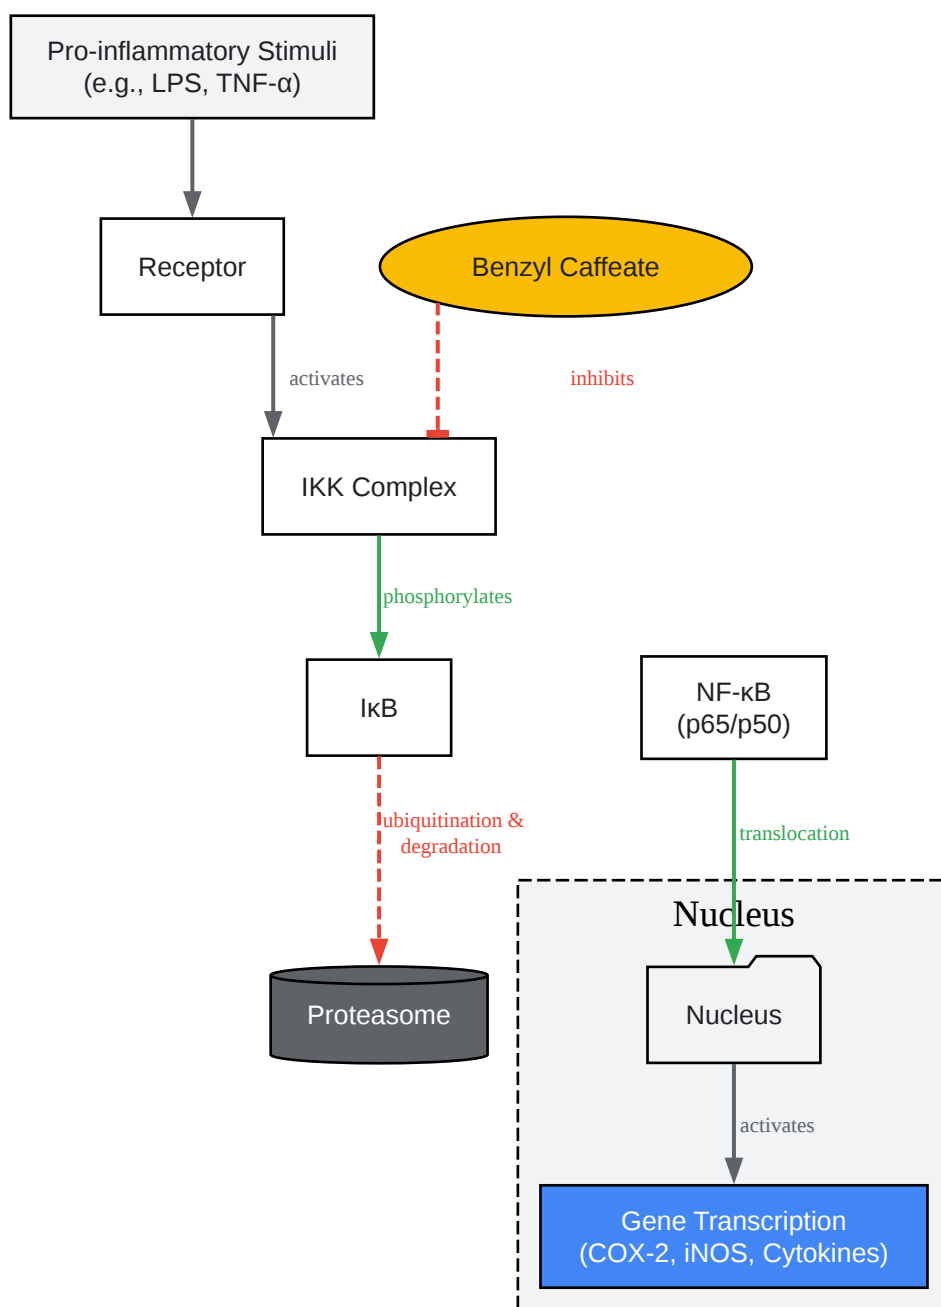 Pro-inflammatory Stimuli
(e.g., LPS, TNF-α)
Receptor
Benzyl Caffeate
activates
inhibits
IKK Complex
phosphorylates
IκB
NF-κB
(p65/p50)
ubiquitination &
degradation
translocation
Nucleus
Proteasome
Nucleus
activates
Gene Transcription
(COX-2, iNOS, Cytokines)